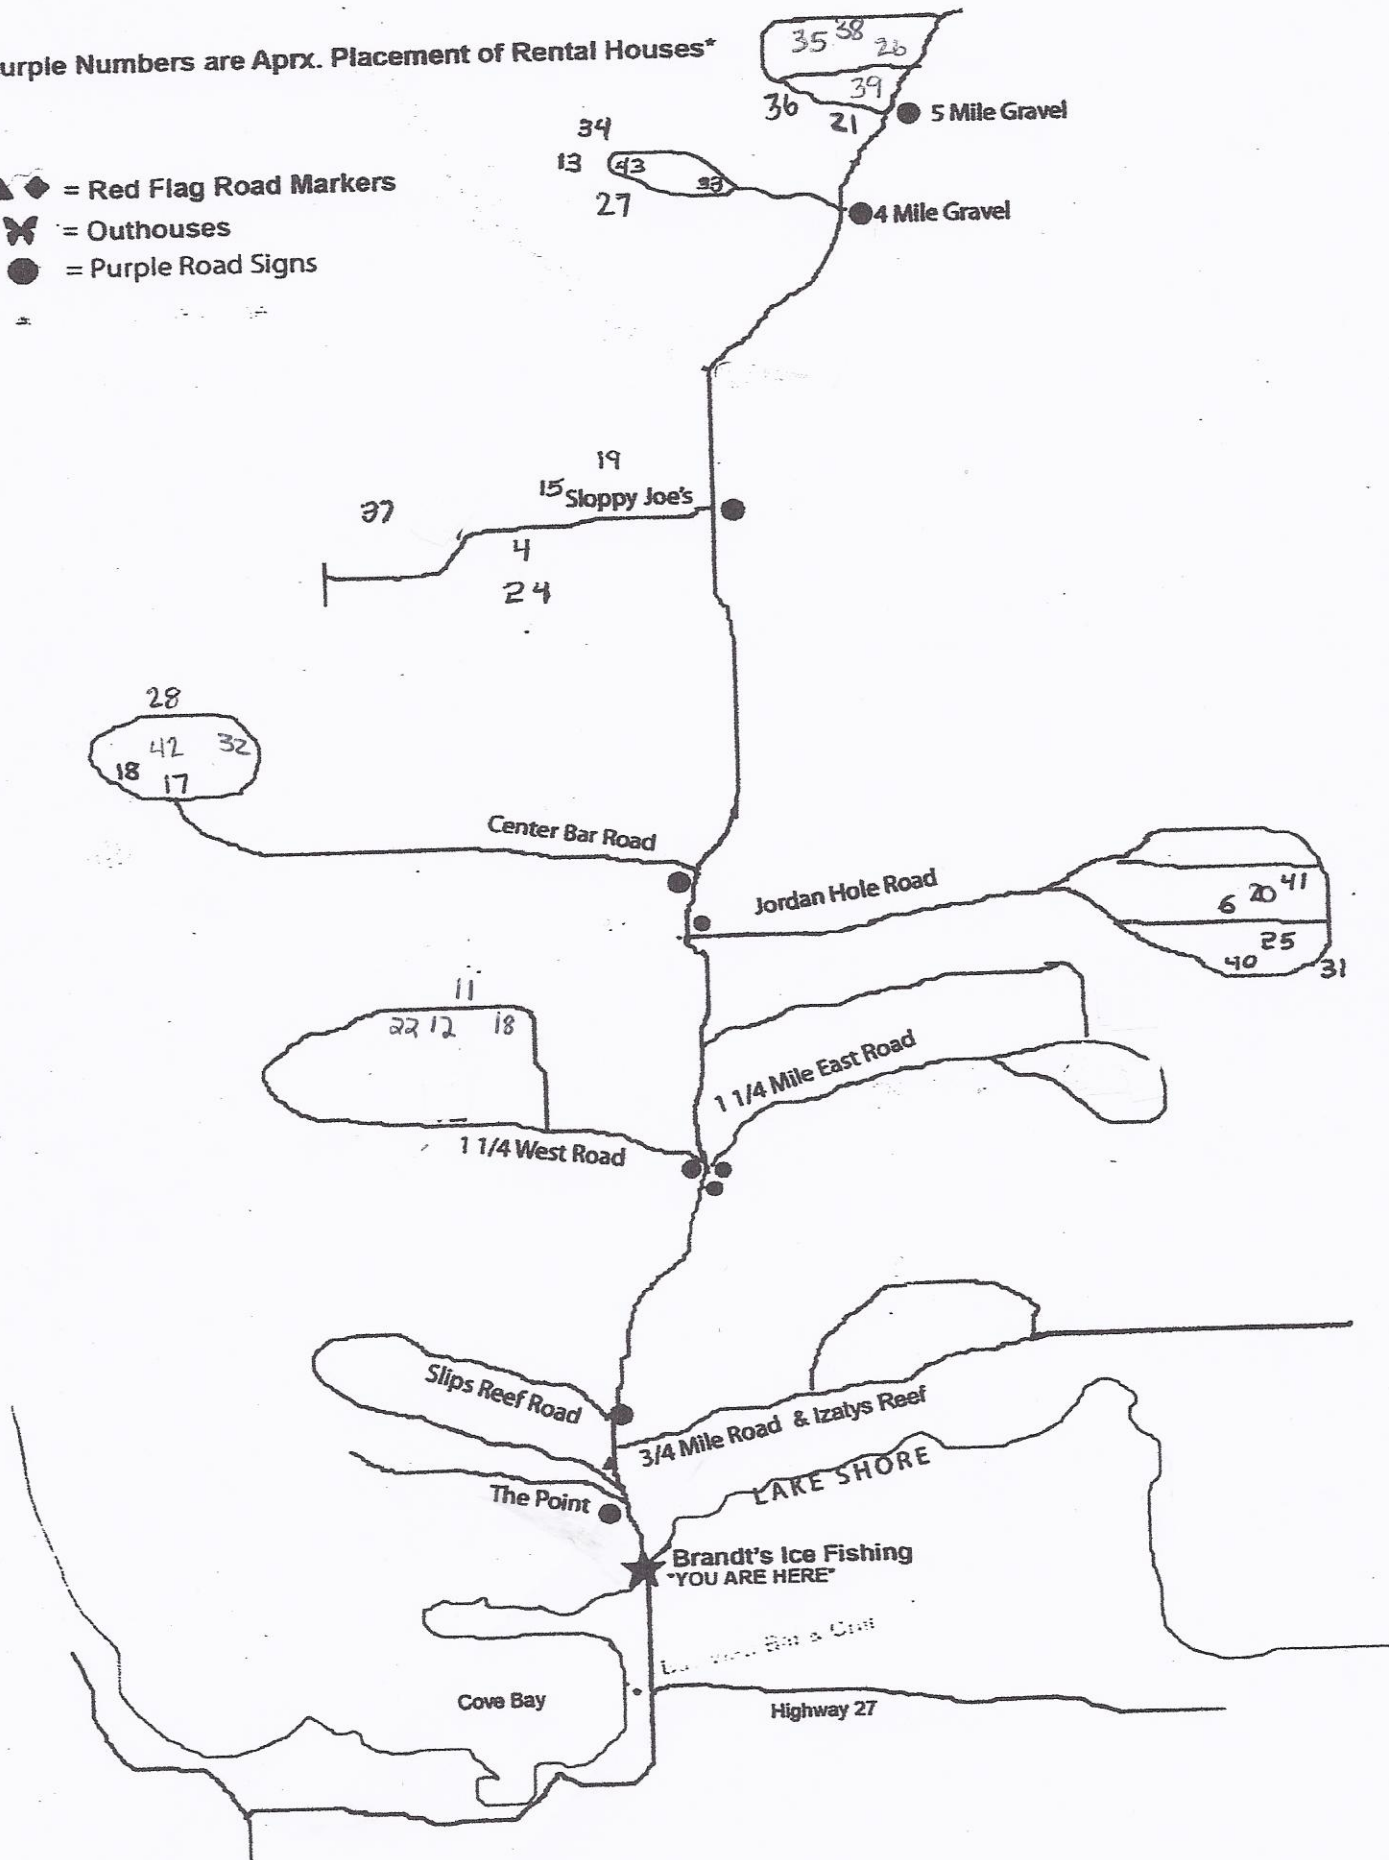 urple Numbers are Aprx. Placement of Rental Houses*
35 38 26
39
36 21
5 Mile Gravel
34
13 43
27
4 Mile Gravel
= Red Flag Road Markers
= Outhouses
= Purple Road Signs
19
15 Sloppy Joe's
37
4
24
28
42 32
18 17
Center Bar Road
Jordan Hole Road
6 20 41
25
40 31
11
22 12 18
1 1/4 Mile East Road
1 1/4 West Road
Slips Reef Road
3/4 Mile Road & Izatys Reef
LAKE SHORE
The Point
Brandt's Ice Fishing
"YOU ARE HERE"
Bar &
Cove Bay
Highway 27